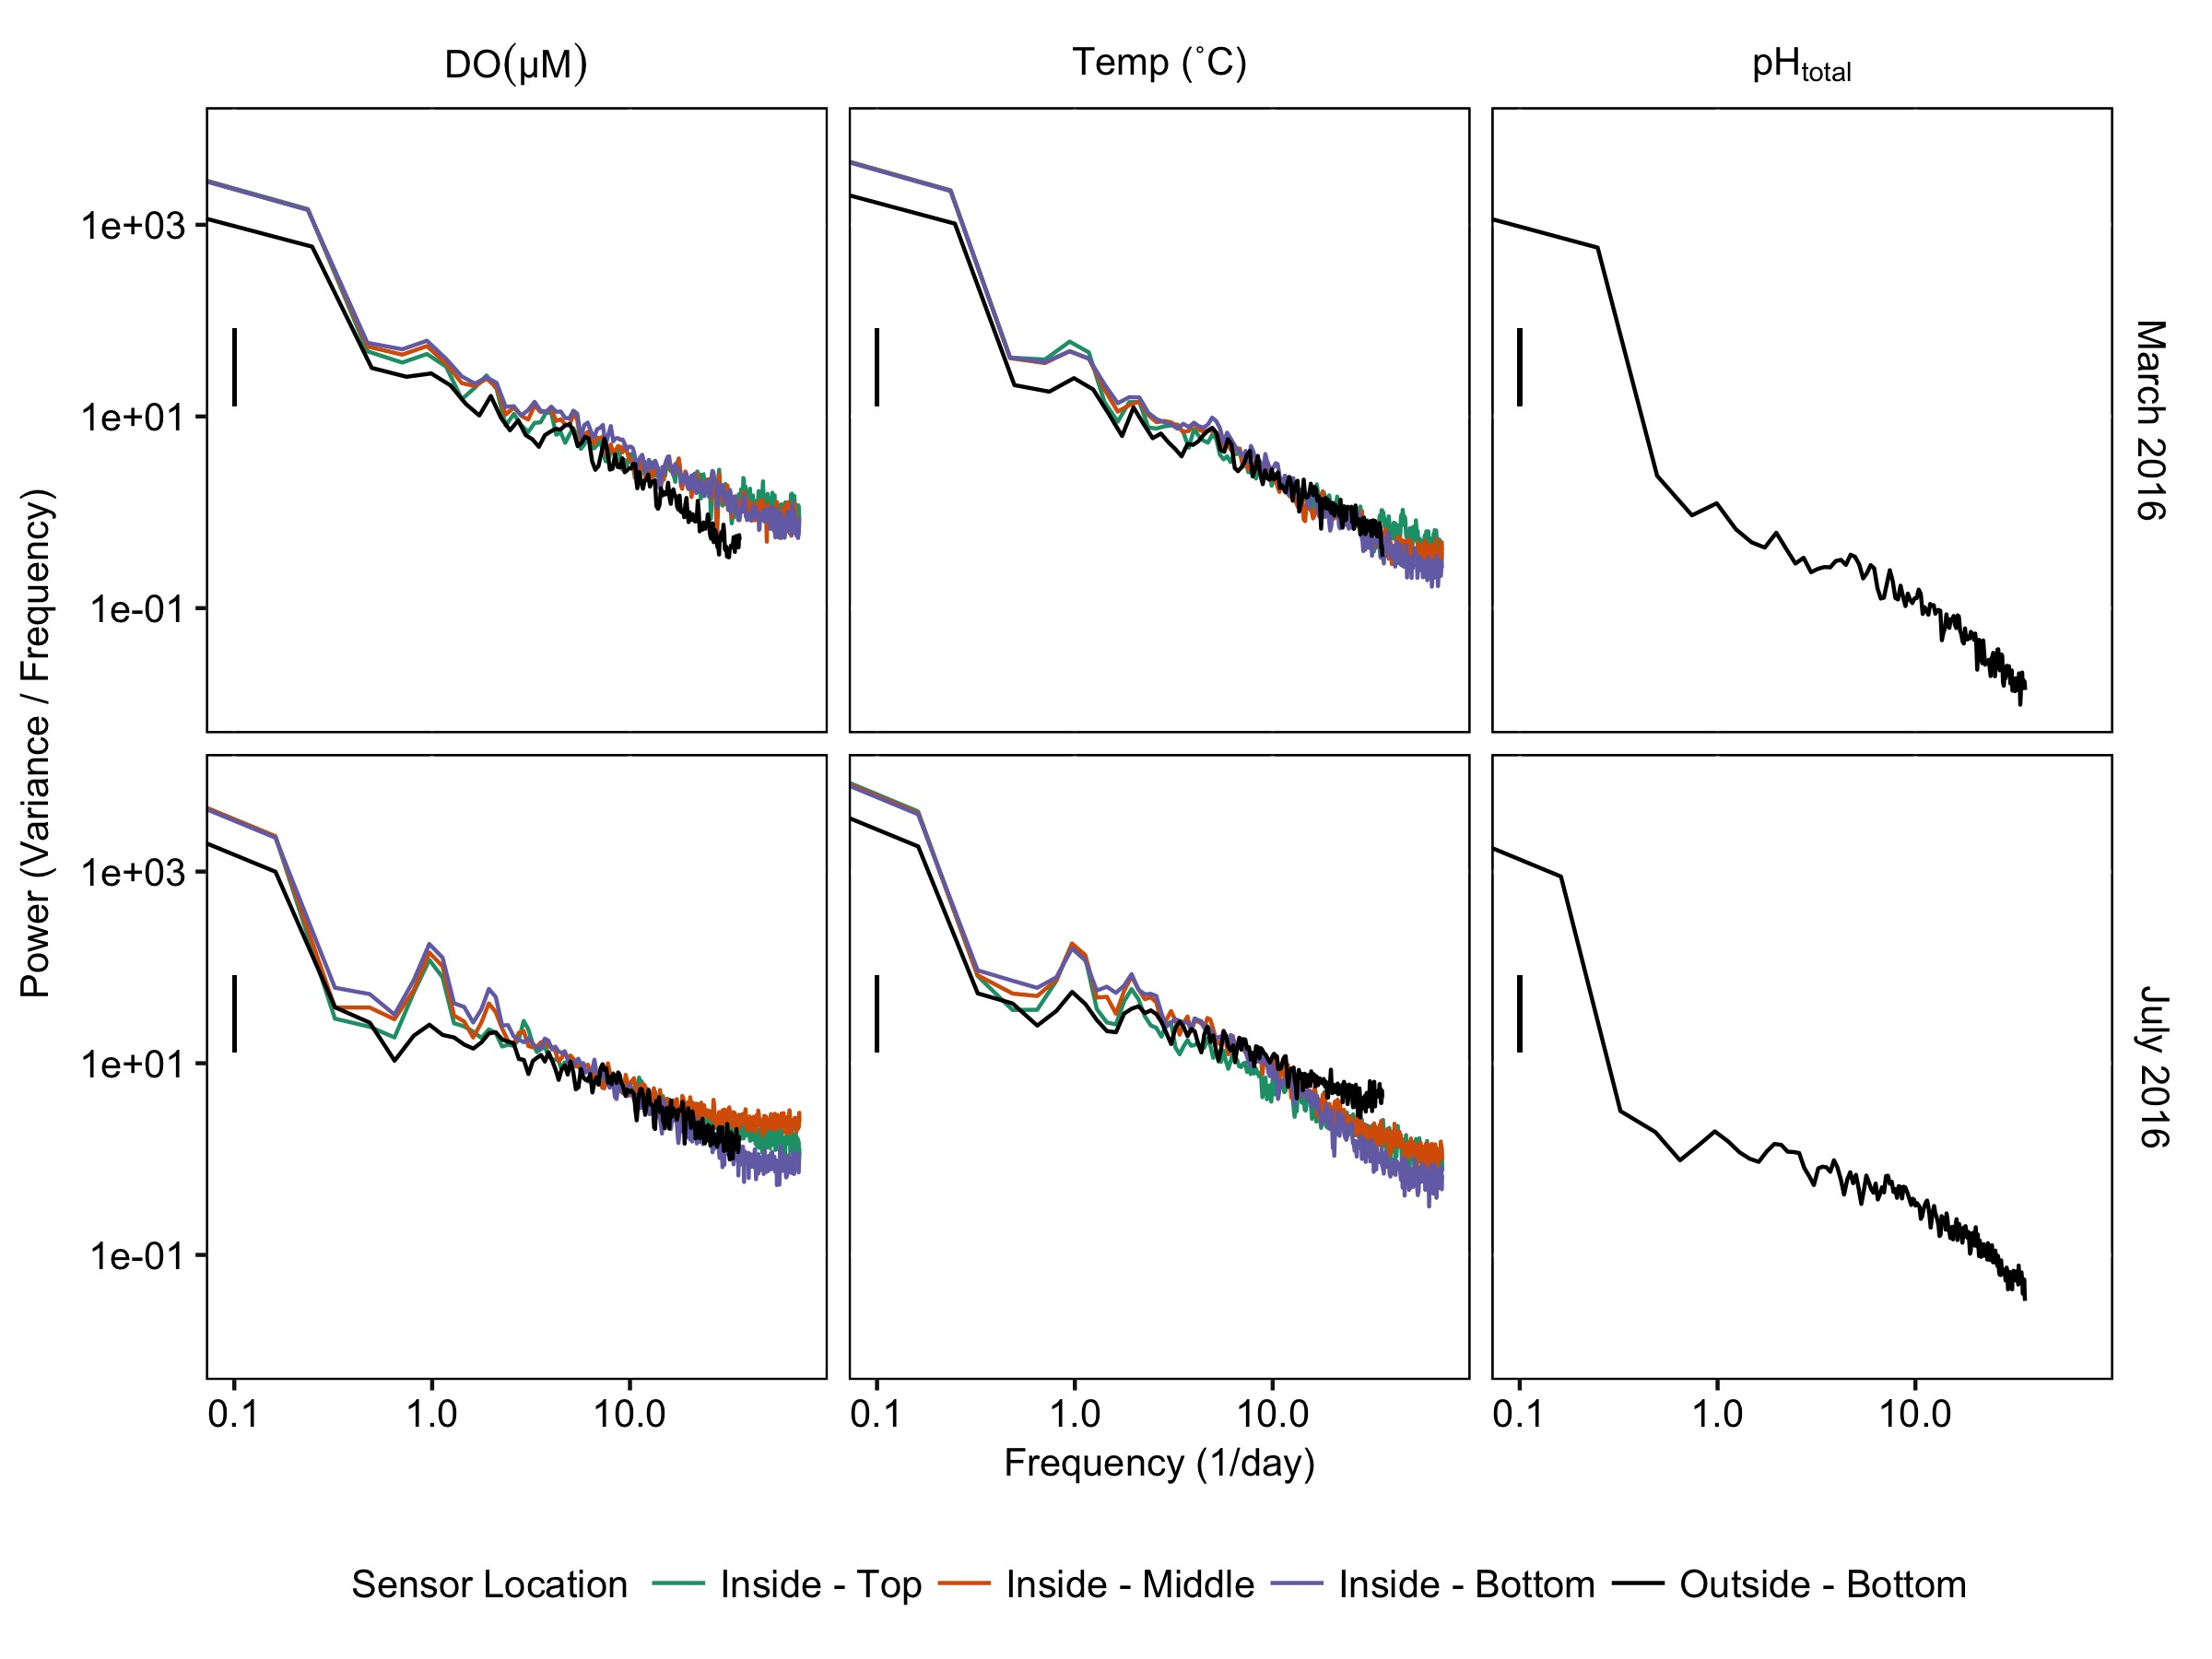 DO(µM)
Temp (˚C)
pHtotal
Power (Variance / Frequency)
1e+03
1e+01
1e-01
March 2016
1e+03
1e+01
1e-01
July 2016
0.1 1.0 10.0
0.1 1.0 10.0
0.1 1.0 10.0
Frequency (1/day)
Sensor Location Inside - Top Inside - Middle Inside - Bottom Outside - Bottom